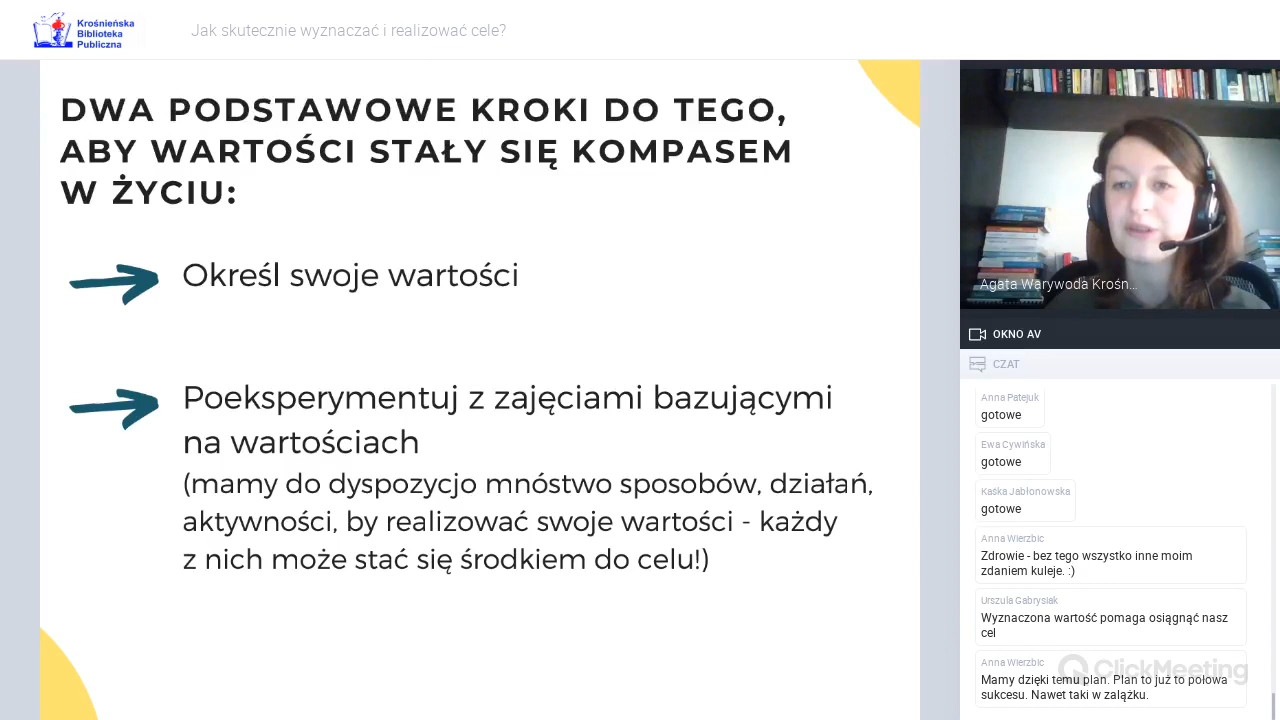 Krośnieńska
Biblioteka
Publiczna
Jak skutecznie wyznaczać i realizować cele?
DWA PODSTAWOWE KROKI DO TEGO,
ABY WARTOŚCI STAŁY SIĘ KOMPASEM
W ŻYCIU:
Określ swoje wartości
Poeksperymentuj z zajęciami bazującymi
na wartościach
(mamy do dyspozycjo mnóstwo sposobów, działań,
aktywności, by realizować swoje wartości - każdy
z nich może stać się środkiem do celu!)
Agata Warywoda Krośn...
OKNO AV
CZAT
Anna Patejuk
gotowe
Ewa Cywińska
gotowe
Kaśka Jabłonowska
gotowe
Anna Wierzbic
Zdrowie - bez tego wszystko inne moim
zdaniem kuleje. :)
Urszula Gabrysiak
Wyznaczona wartość pomaga osiągnąć nasz
cel
Anna Wierzbic
Mamy dzięki temu plan. Plan to już to połowa
sukcesu. Nawet taki w zalążku.
ClickMeeting